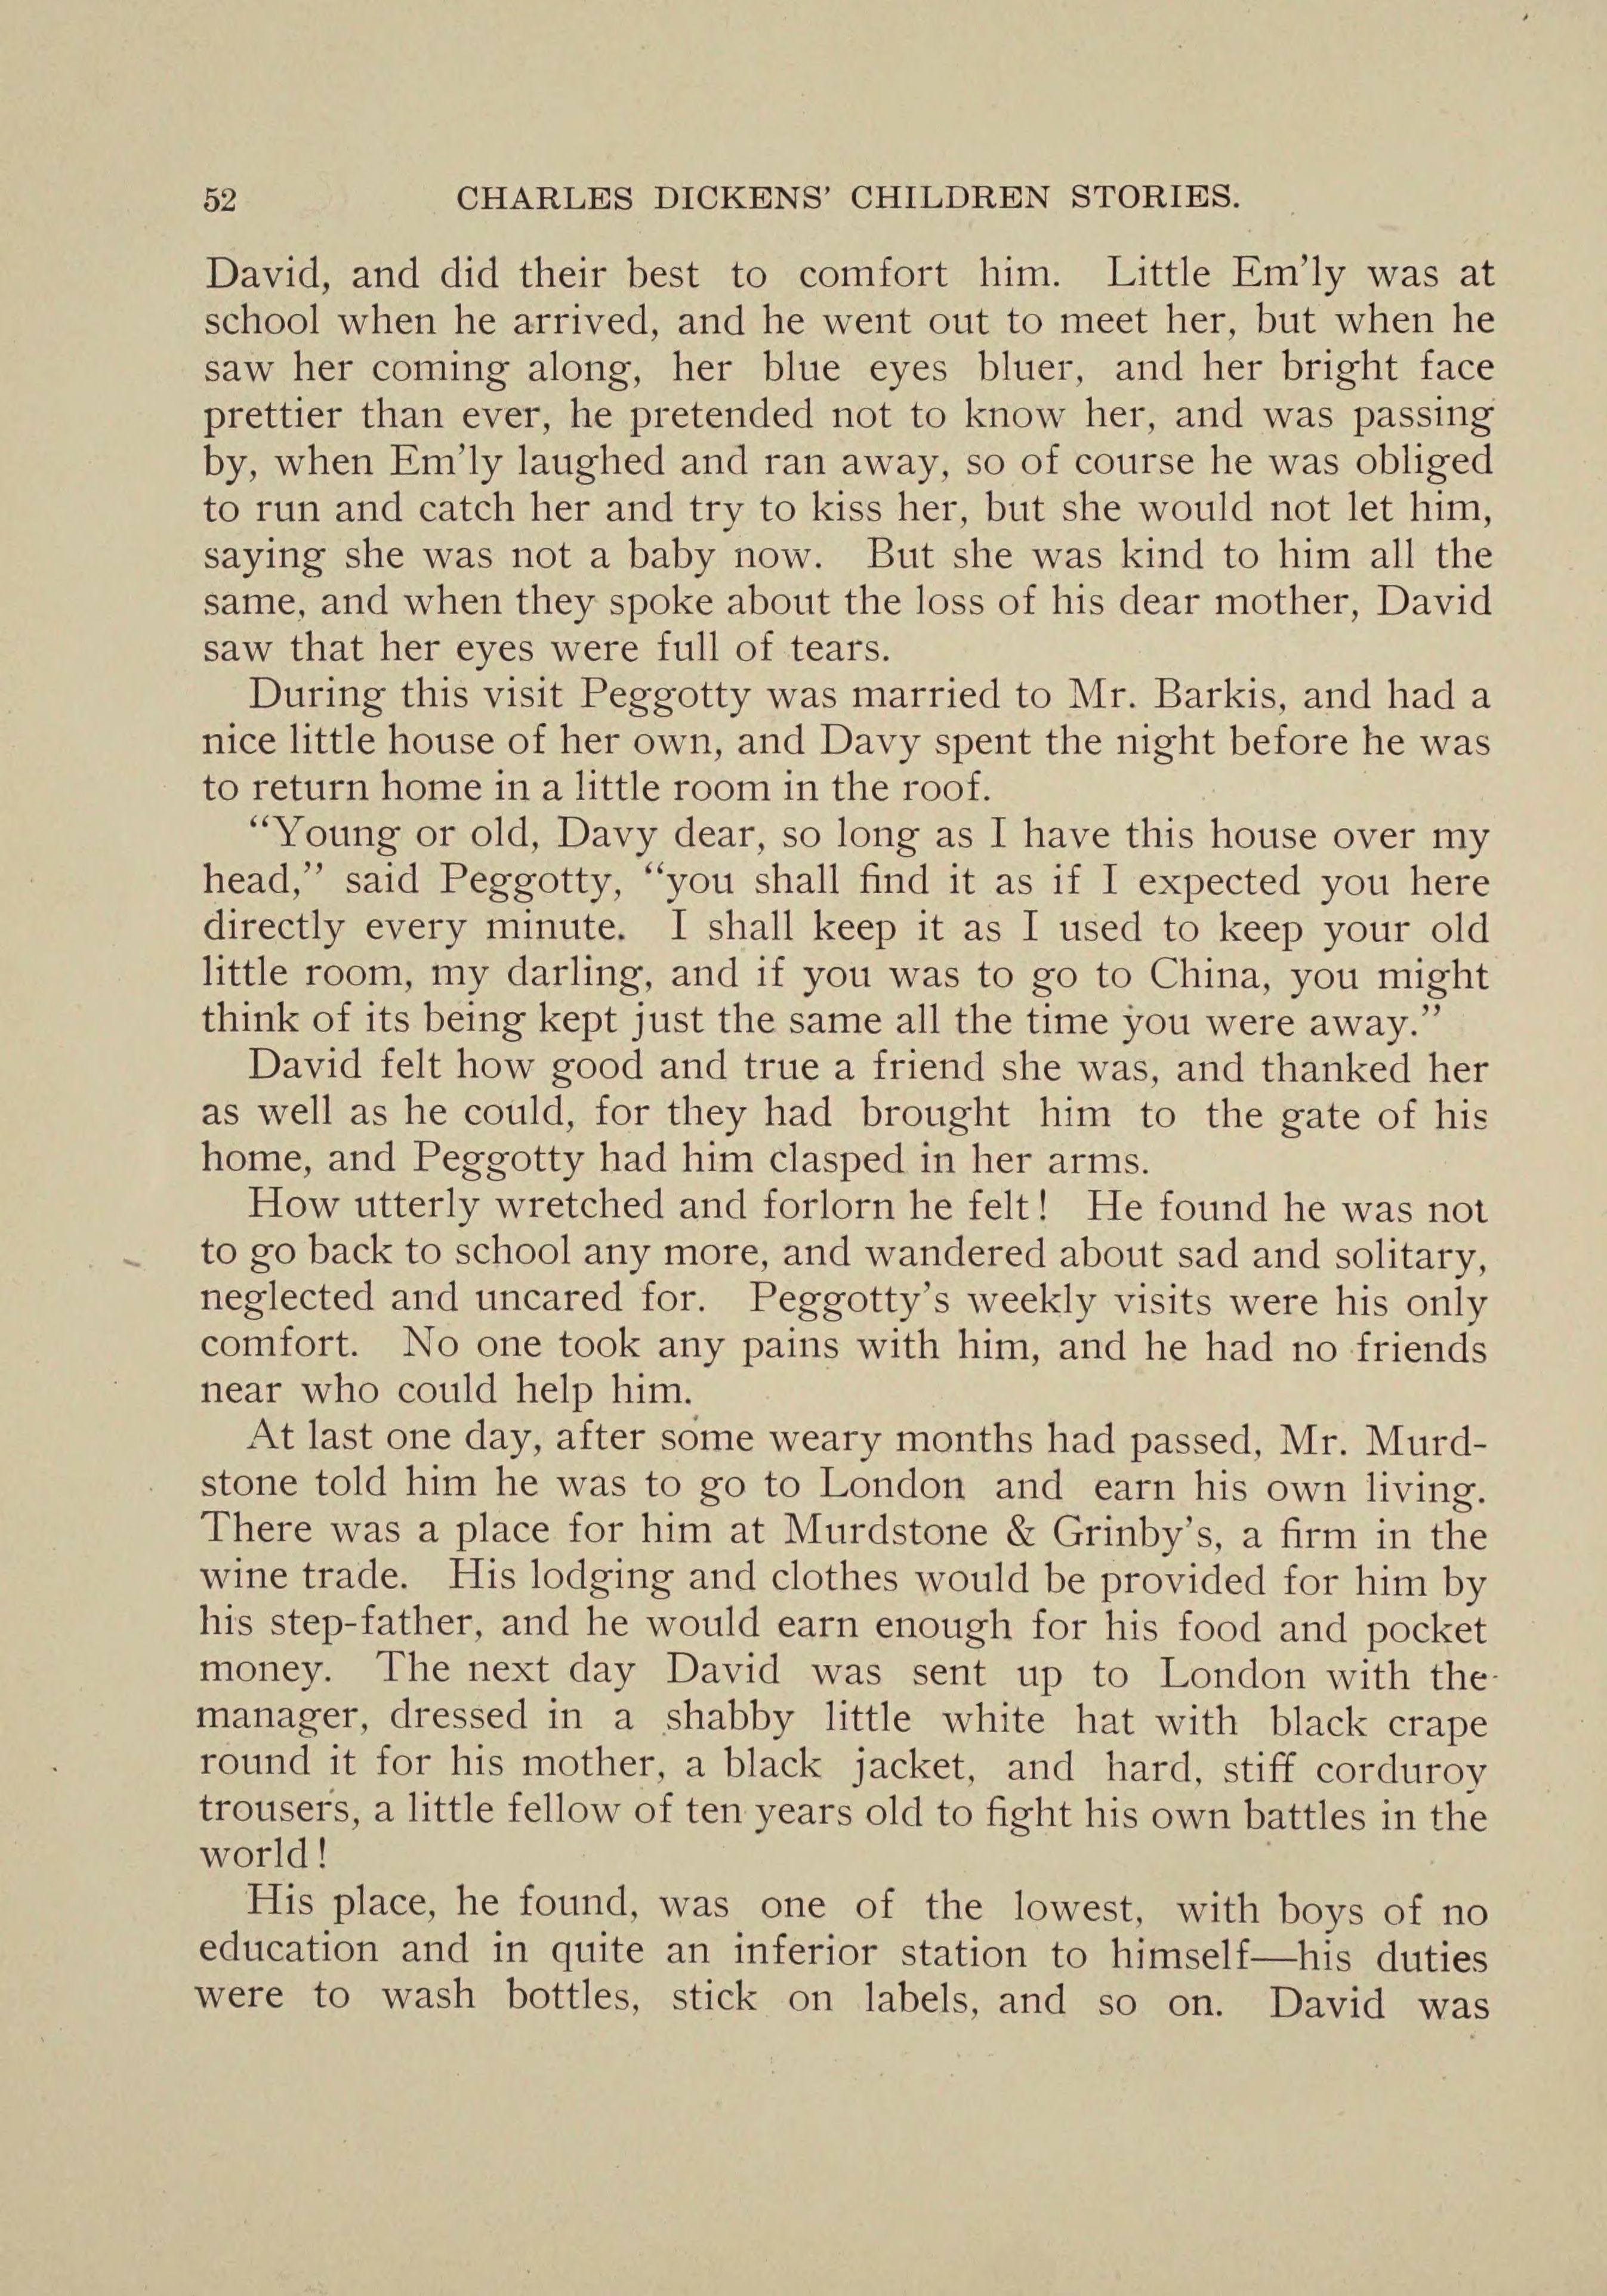 52 CHARLES DICKENS' CHILDREN STORIES.
David, and did their best to comfort him. Little Em'ly was at
school when he arrived, and he went out to meet her, but when he
saw her coming along, her blue eyes bluer, and her bright face
prettier than ever, he pretended not to know her, and was passing
by, when Em'ly laughed and ran away, so of course he was obliged
to run and catch her and try to kiss her, but she would not let him,
saying she was not a baby now. But she was kind to him all the
same, and when they spoke about the loss of his dear mother, David
saw that her eyes were full of tears.
During this visit Peggotty was married to Mr. Barkis, and had a
nice little house of her own, and Davy spent the night before he was
to return home in a little room in the roof.
“Young or old, Davy dear, so long as I have this house over my
head,” said Peggotty, “you shall find it as if I expected you here
directly every minute. I shall keep it as I used to keep your old
little room, my darling, and if you was to go to China, you might
think of its being kept just the same all the time you were away.”
David felt how good and true a friend she was, and thanked her
as well as he could, for they had brought him to the gate of his
home, and Peggotty had him clasped in her arms.
How utterly wretched and forlorn he felt! He found he was not
to go back to school any more, and wandered about sad and solitary,
neglected and uncared for. Peggotty's weekly visits were his only
comfort. No one took any pains with him, and he had no friends
near who could help him.
At last one day, after some weary months had passed, Mr. Murd-
stone told him he was to go to London and earn his own living.
There was a place for him at Murdstone & Grinby's, a firm in the
wine trade. His lodging and clothes would be provided for him by
his step-father, and he would earn enough for his food and pocket
money. The next day David was sent up to London with the
manager, dressed in a shabby little white hat with black crape
round it for his mother, a black jacket, and hard, stiff corduroy
trousers, a little fellow of ten years old to fight his own battles in the
world!
His place, he found, was one of the lowest, with boys of no
education and in quite an inferior station to himself—his duties
were to wash bottles, stick on labels, and so on. David was